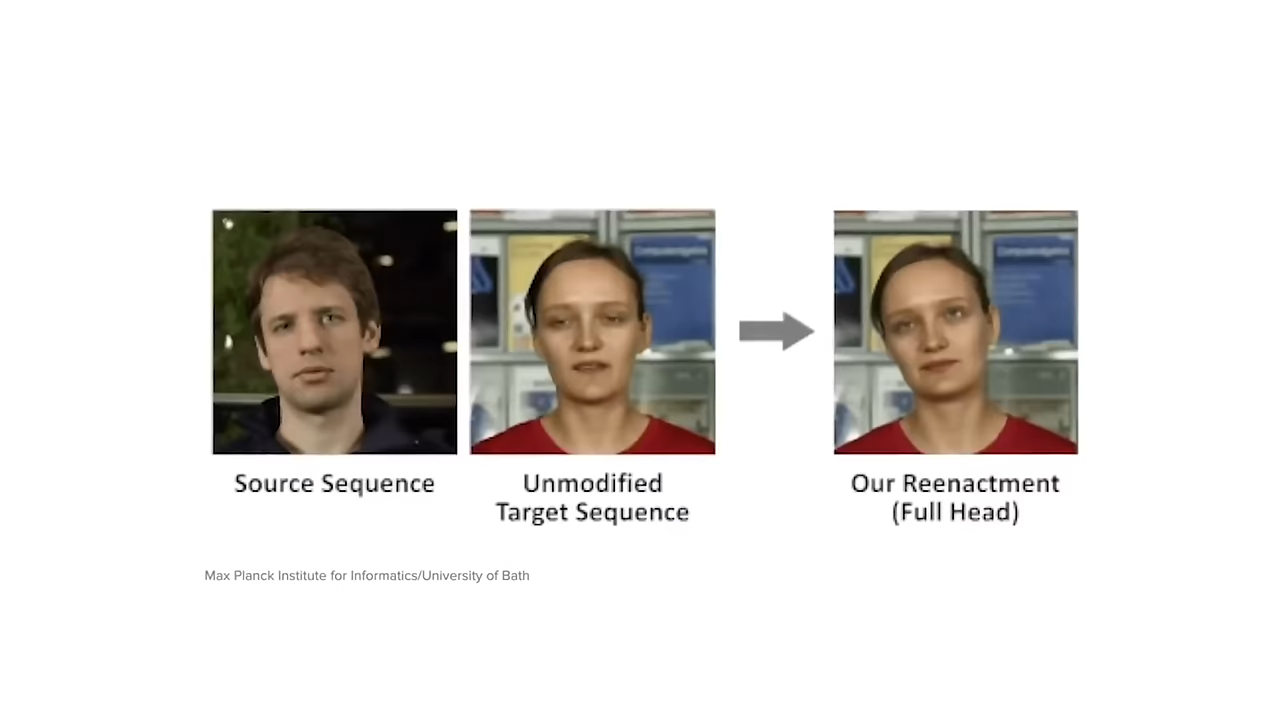 Source Sequence
Unmodified
Target Sequence
Our Reenactment
(Full Head)
Max Planck Institute for Informatics/University of Bath